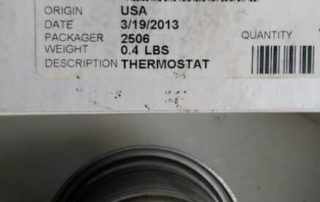 ORIGIN USA
DATE 3/19/2013
PACKAGER 2506
WEIGHT 0.4 LBS
QUANTITY
DESCRIPTION THERMOSTAT